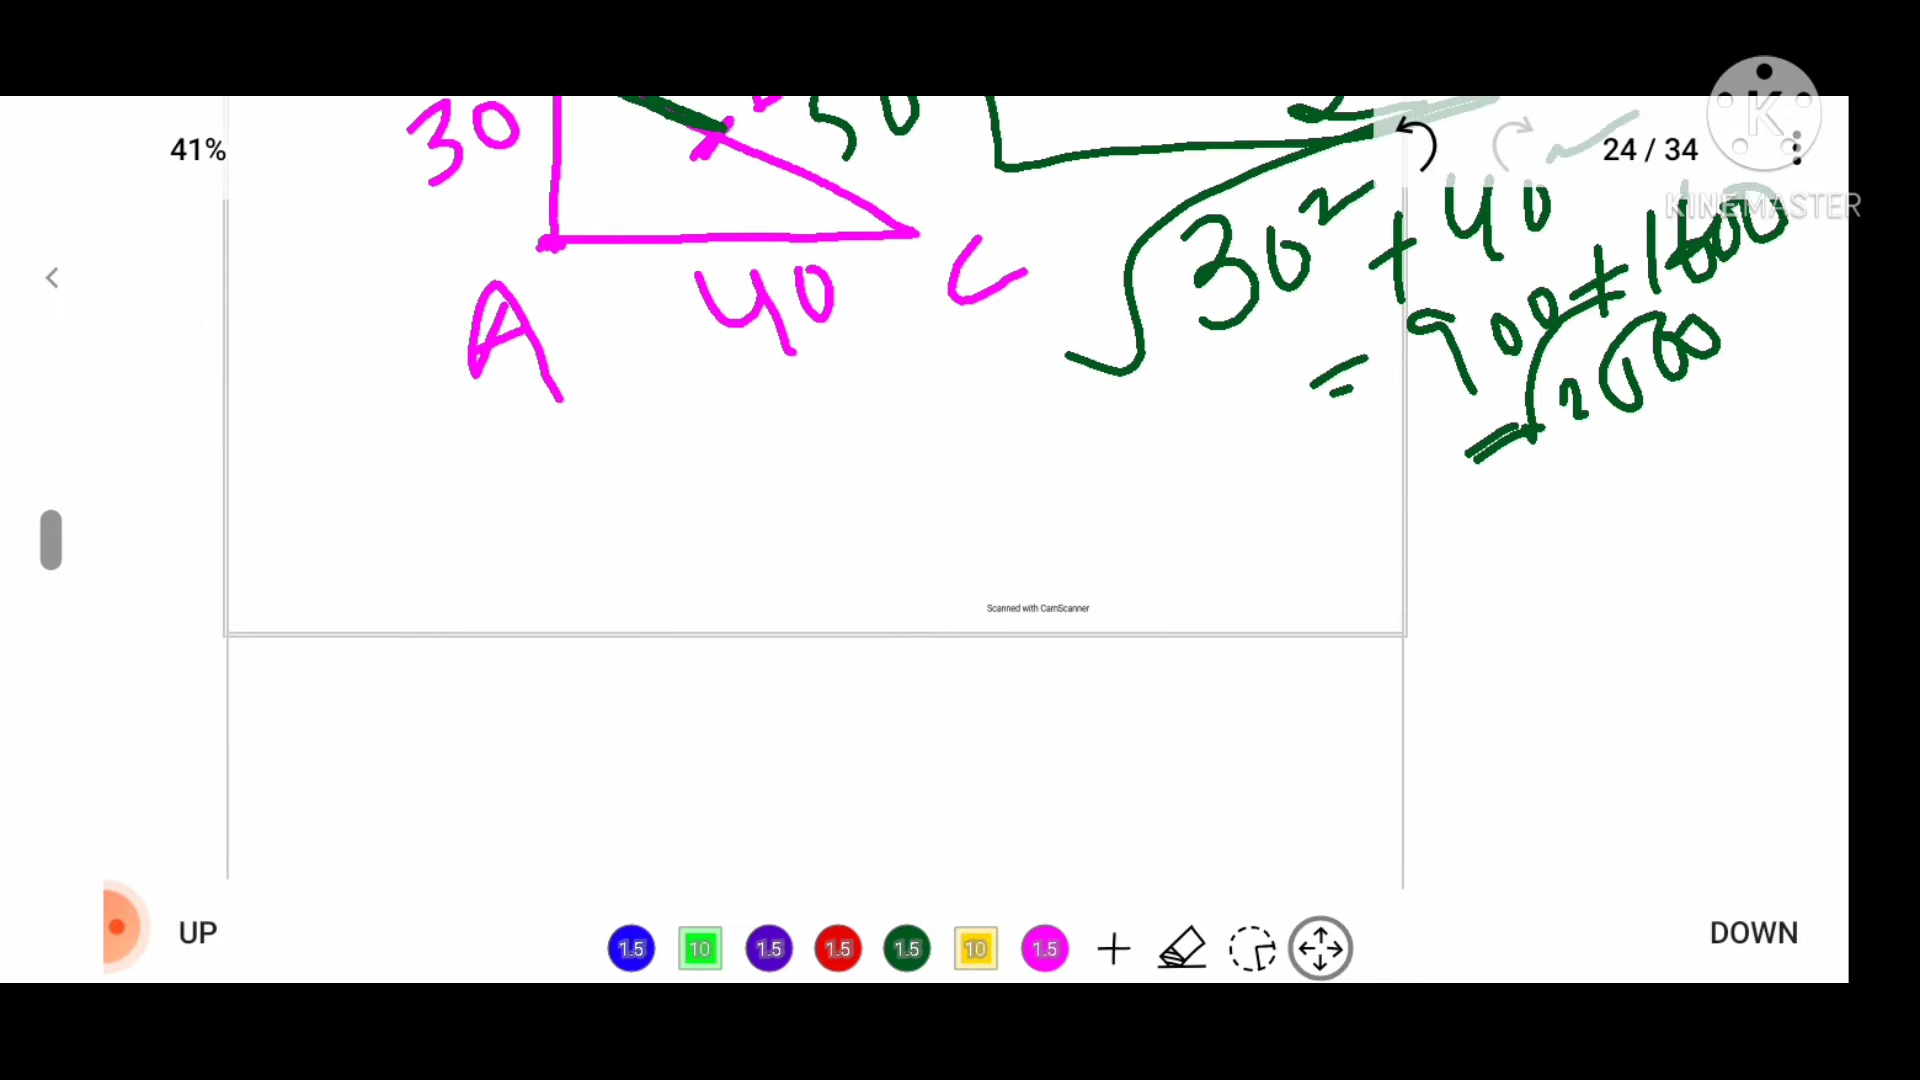 41%
24 / 34
KINEMASTER
30
50
√30² + 40
A
40
C
= 900 + 1600
= √2500
Scanned with CamScanner
UP
1.5
10
1.5
1.5
1.5
10
1.5
DOWN